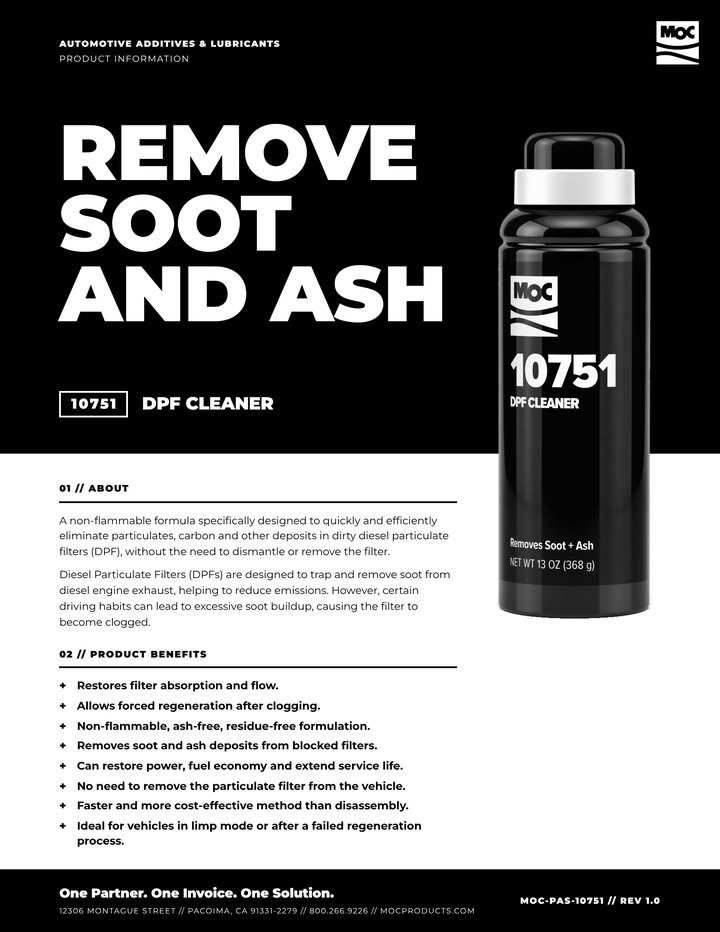 AUTOMOTIVE ADDITIVES & LUBRICANTS
PRODUCT INFORMATION
MOC
REMOVE
SOOT
AND ASH
10751 DPF CLEANER
MOC
10751
DPF CLEANER
Removes Soot + Ash
NET WT 13 OZ (368 g)
01 // ABOUT
A non-flammable formula specifically designed to quickly and efficiently
eliminate particulates, carbon and other deposits in dirty diesel particulate
filters (DPF), without the need to dismantle or remove the filter.
Diesel Particulate Filters (DPFs) are designed to trap and remove soot from
diesel engine exhaust, helping to reduce emissions. However, certain
driving habits can lead to excessive soot buildup, causing the filter to
become clogged.
02 // PRODUCT BENEFITS
+ Restores filter absorption and flow.
+ Allows forced regeneration after clogging.
+ Non-flammable, ash-free, residue-free formulation.
+ Removes soot and ash deposits from blocked filters.
+ Can restore power, fuel economy and extend service life.
+ No need to remove the particulate filter from the vehicle.
+ Faster and more cost-effective method than disassembly.
+ Ideal for vehicles in limp mode or after a failed regeneration
process.
One Partner. One Invoice. One Solution.
12306 MONTAGUE STREET // PACOIMA, CA 91331-2279 // 800.266.9226 // MOCPRODUCTS.COM
MOC-PAS-10751 // REV 1.0